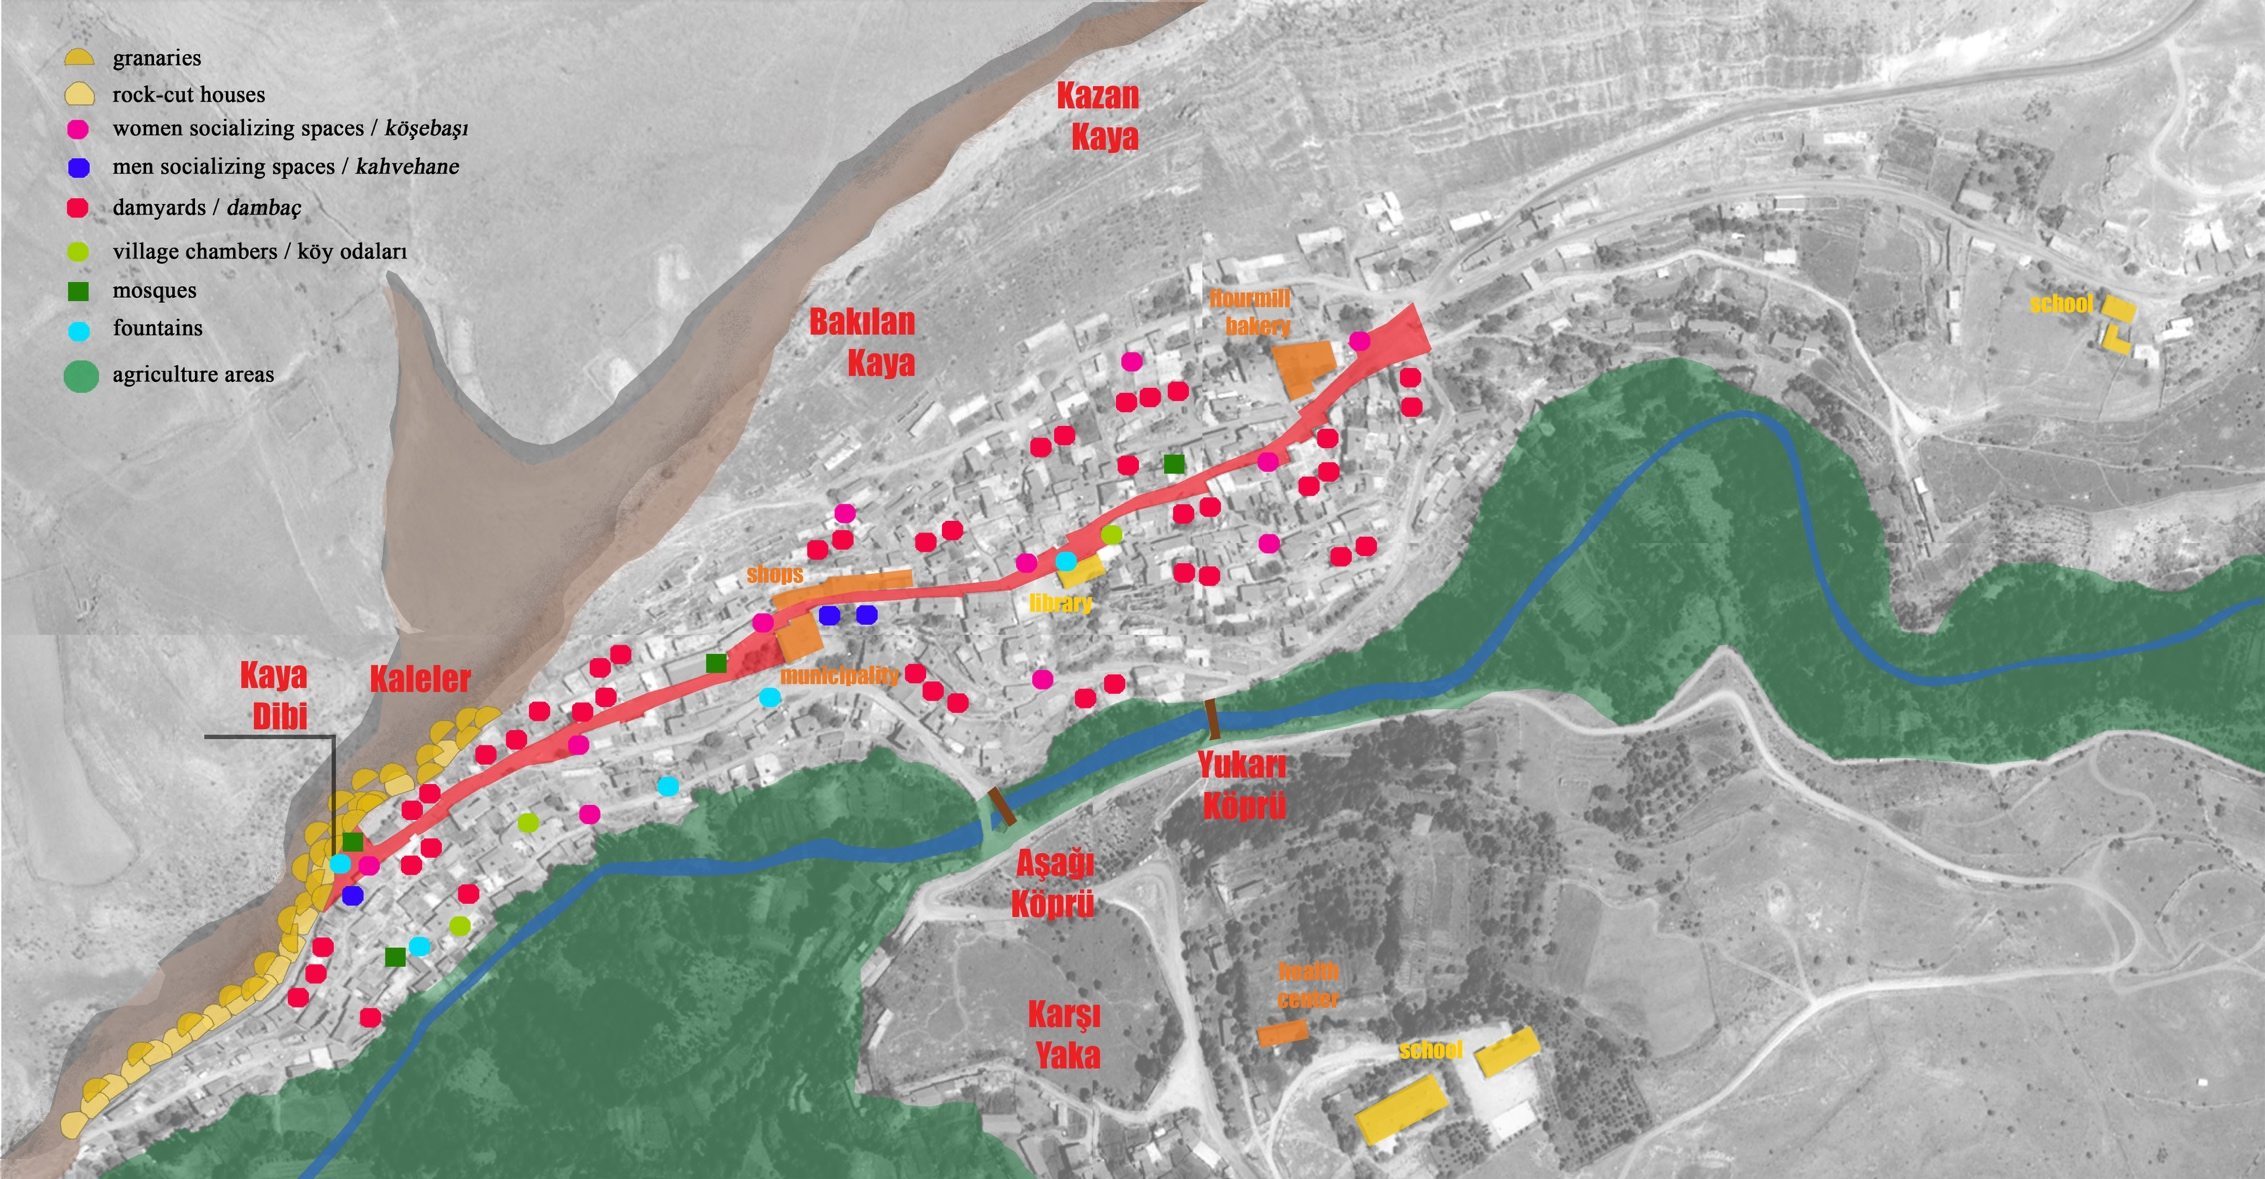 granaries
rock-cut houses
women socializing spaces / köşebaşı
men socializing spaces / kahvehane
damyards / dambaç
village chambers / köy odaları
mosques
fountains
agriculture areas
Kazan
Kaya
Bakılan
Kaya
flourmill
bakery
school
shops
library
municipality
Kaya
Dibi
Kaleler
Yukarı
Köprü
Aşağı
Köprü
Karşı
Yaka
health
center
school